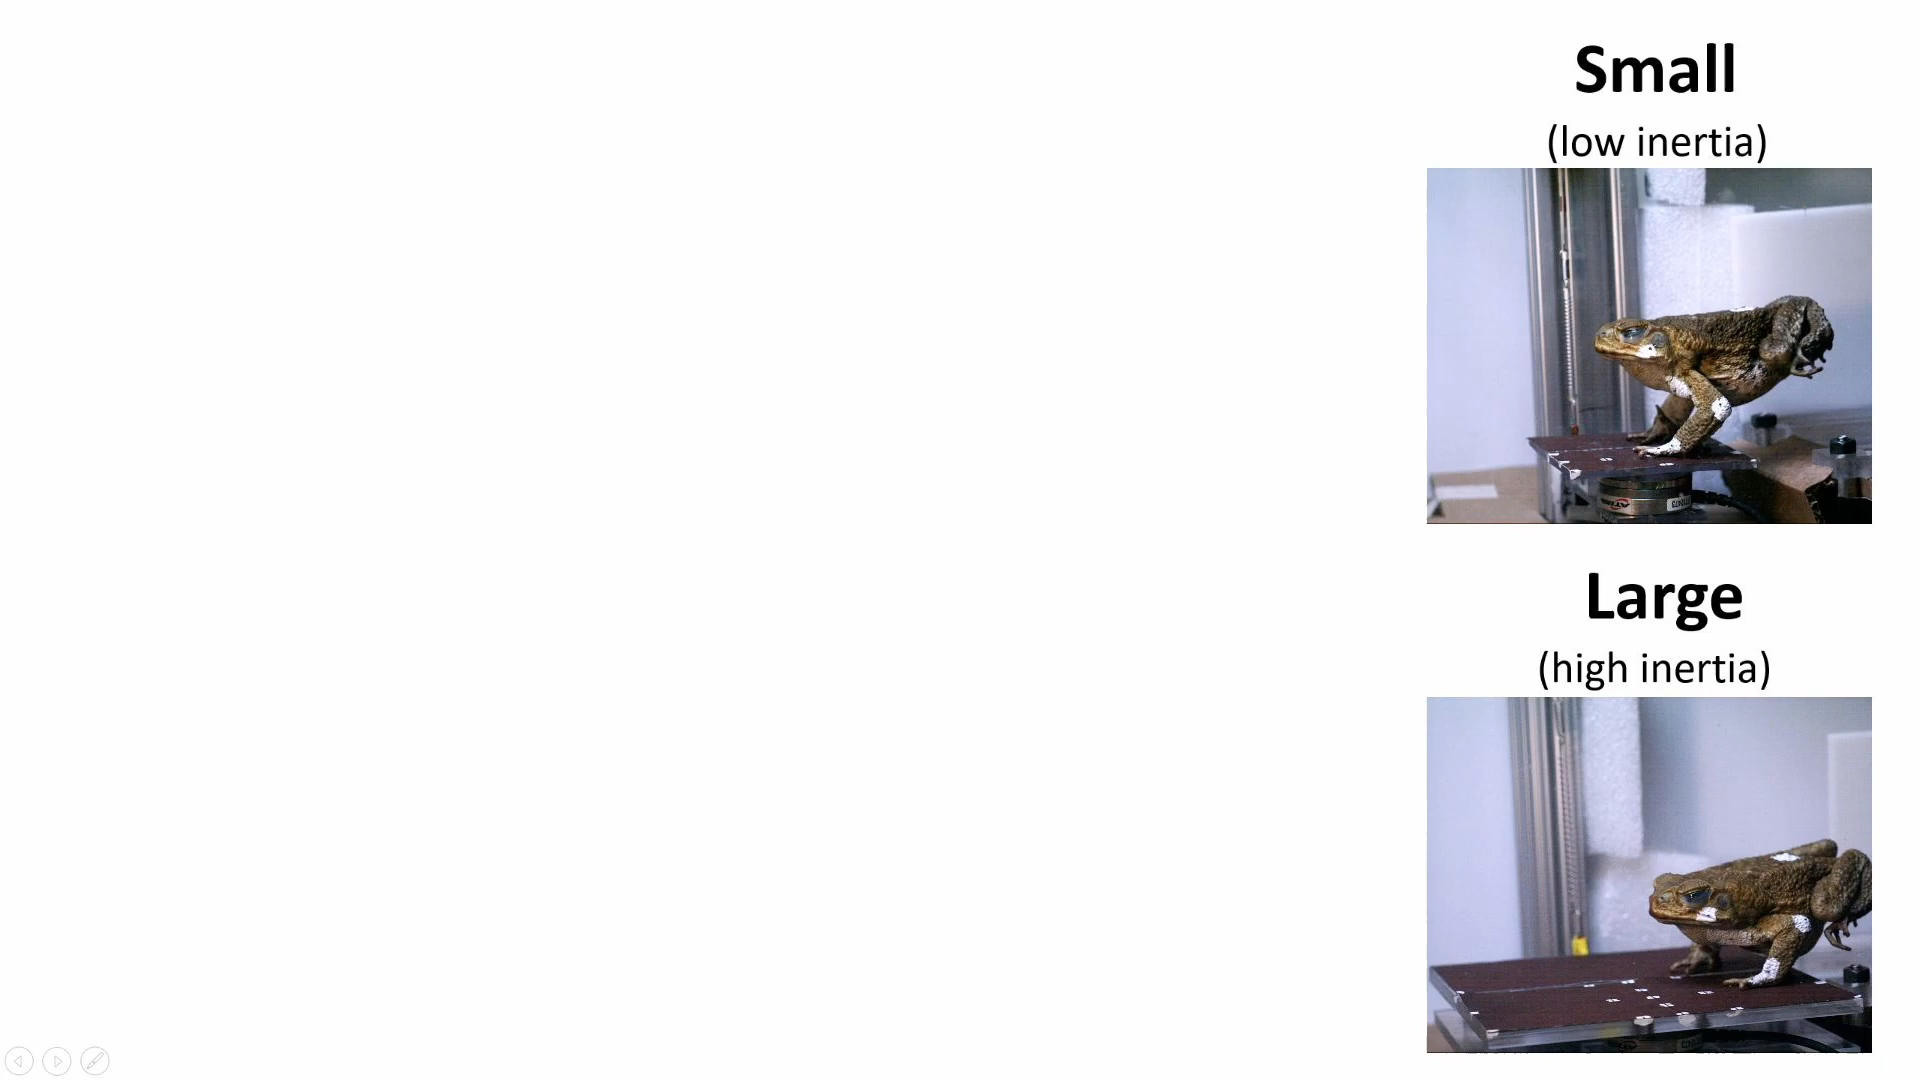 Small
(low inertia)
Large
(high inertia)